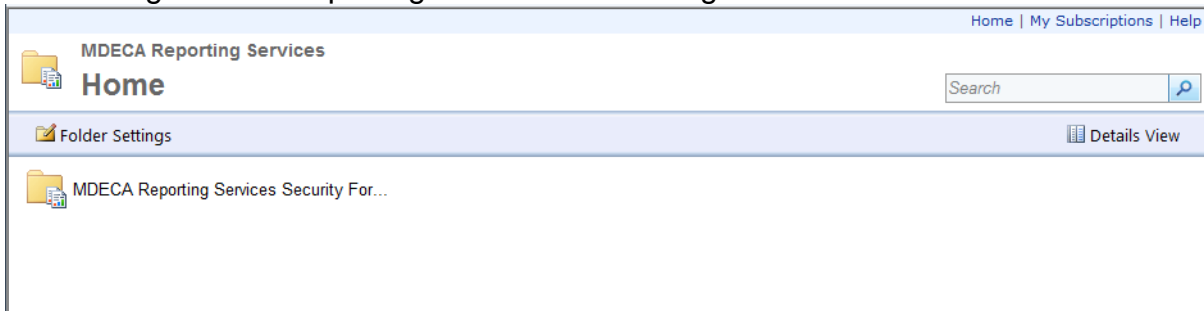 Home | My Subscriptions | Help
MDECA Reporting Services
Home
Search
Folder Settings
Details View
MDECA Reporting Services Security For...